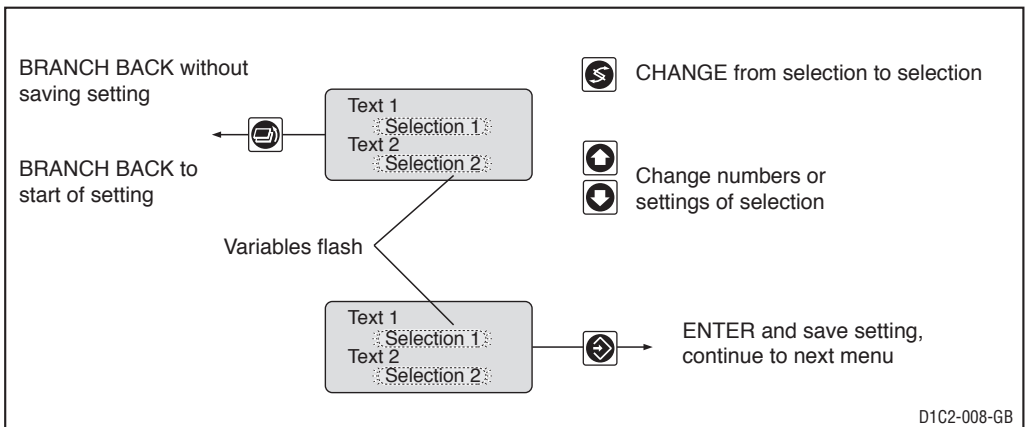 BRANCH BACK without
saving setting
BRANCH BACK to
start of setting
Text 1
Selection 1
Text 2
Selection 2
CHANGE from selection to selection
Change numbers or
settings of selection
Variables flash
Text 1
Selection 1
Text 2
Selection 2
ENTER and save setting,
continue to next menu
D1C2-008-GB